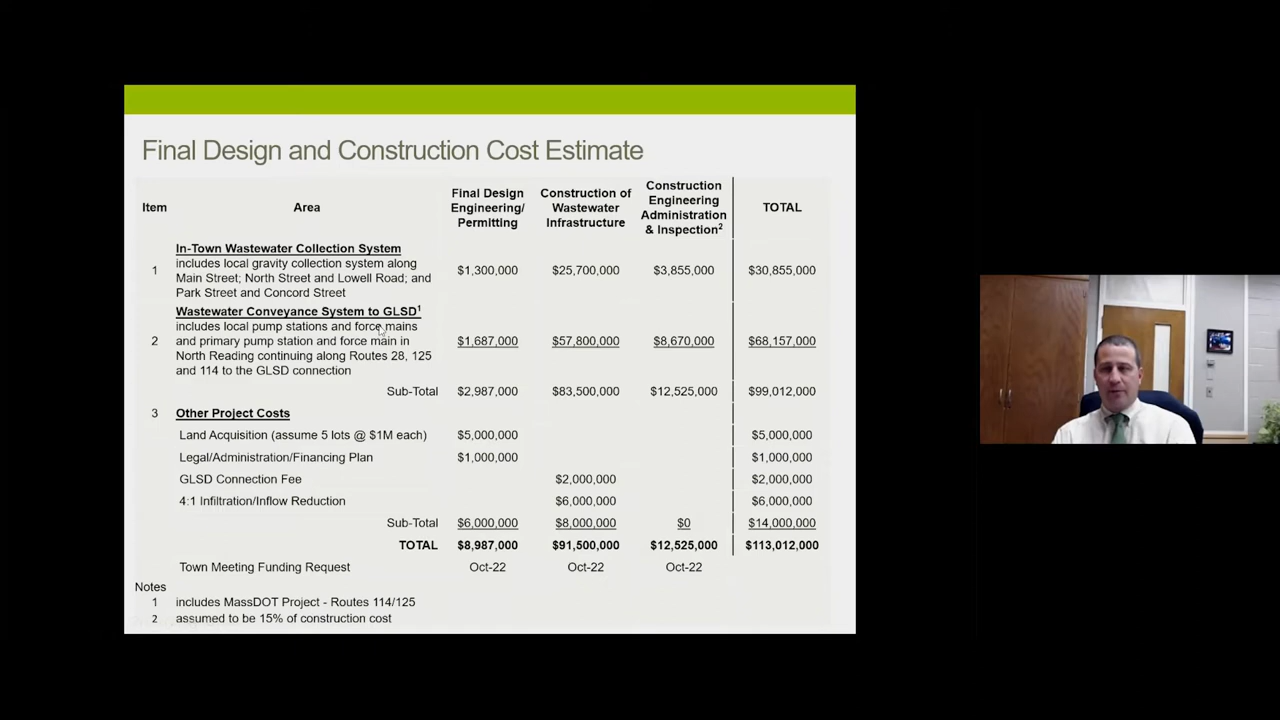 Final Design and Construction Cost Estimate
Item Area Final Design Engineering/ Permitting Construction of Wastewater Infrastructure Construction Engineering Administration & Inspection2 TOTAL
In-Town Wastewater Collection System
includes local gravity collection system along
1 Main Street; North Street and Lowell Road; and $1,300,000 $25,700,000 $3,855,000 $30,855,000
Park Street and Concord Street
Wastewater Conveyance System to GLSD1
includes local pump stations and force mains
2 and primary pump station and force main in $1,687,000 $57,800,000 $8,670,000 $68,157,000
North Reading continuing along Routes 28, 125
and 114 to the GLSD connection
Sub-Total $2,987,000 $83,500,000 $12,525,000 $99,012,000
3 Other Project Costs
Land Acquisition (assume 5 lots @ $1M each) $5,000,000 $5,000,000
Legal/Administration/Financing Plan $1,000,000 $1,000,000
GLSD Connection Fee $2,000,000 $2,000,000
4:1 Infiltration/Inflow Reduction $6,000,000 $6,000,000
Sub-Total $6,000,000 $8,000,000 $0 $14,000,000
TOTAL $8,987,000 $91,500,000 $12,525,000 $113,012,000
Town Meeting Funding Request Oct-22 Oct-22 Oct-22
Notes
1 includes MassDOT Project - Routes 114/125
2 assumed to be 15% of construction cost